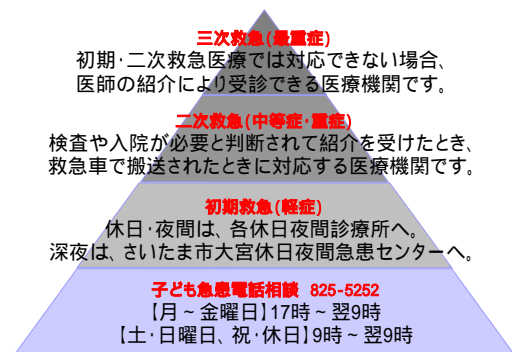 三次救急(最重症)
初期・二次救急医療では対応できない場合、
医師の紹介により受診できる医療機関です。
二次救急(中等症・重症)
検査や入院が必要と判断されて紹介を受けたとき、
救急車で搬送されたときに対応する医療機関です。
初期救急(軽症)
休日・夜間は、各休日夜間診療所へ。
深夜は、さいたま市大宮休日夜間急患センターへ。
子ども急患電話相談 825-5252
【月～金曜日】17時～翌9時
【土・日曜日、祝・休日】9時～翌9時